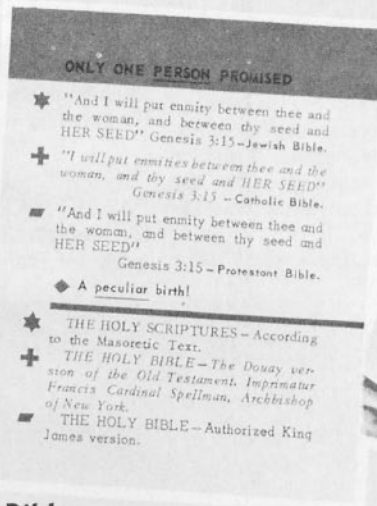 ONLY ONE PERSON PROMISED
"And I will put enmity between thee and
the woman, and between thy seed and
HER SEED" Genesis 3:15–Jewish Bible.
"I will put enmities between thee and the
woman, and thy seed and HER SEED"
Genesis 3:15 – Catholic Bible.
"And I will put enmity between thee and
the woman, and between thy seed and
HER SEED"
Genesis 3:15 – Protestant Bible.
A peculiar birth!
THE HOLY SCRIPTURES – According
to the Masoretic Text.
THE HOLY BIBLE – The Douay ver-
sion of the Old Testament. Imprimatur
Francis Cardinal Spellman, Archbishop
of New York.
THE HOLY BIBLE – Authorized King
James version.